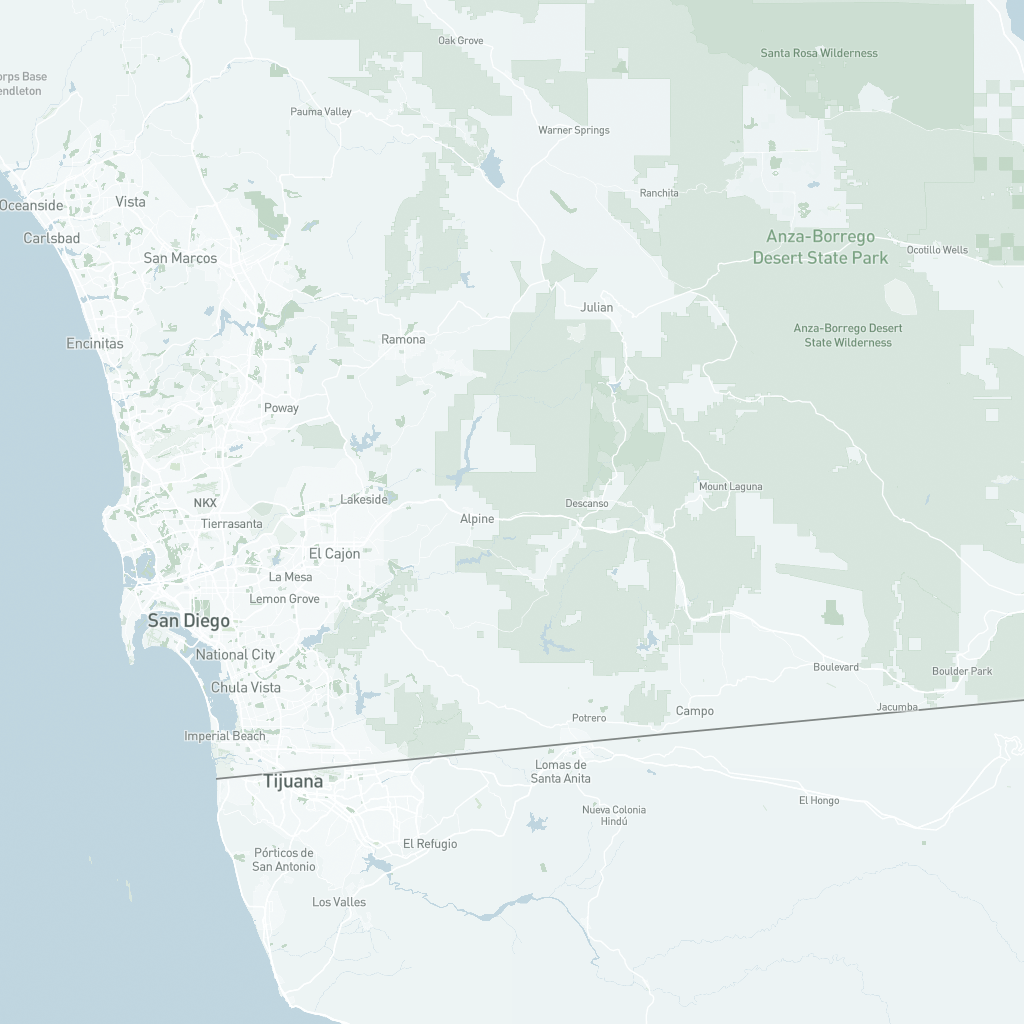 Oak Grove
Santa Rosa Wilderness
orps Base
endleton
Pauma Valley
Warner Springs
Ranchita
Vista
Oceanside
Carlsbad
San Marcos
Anza-Borrego
Desert State Park
Ocotillo Wells
Julian
Anza-Borrego Desert
State Wilderness
Encinitas
Ramona
Poway
Mount Laguna
Lakeside
NKX
Descanso
Tierrasanta
Alpine
El Cajon
La Mesa
Lemon Grove
San Diego
National City
Boulevard
Boulder Park
Chula Vista
Jacumba
Campo
Potrero
Imperial Beach
Lomas de
Santa Anita
Tijuana
El Hongo
Nueva Colonia
Hindú
El Refugio
Pórticos de
San Antonio
Los Valles